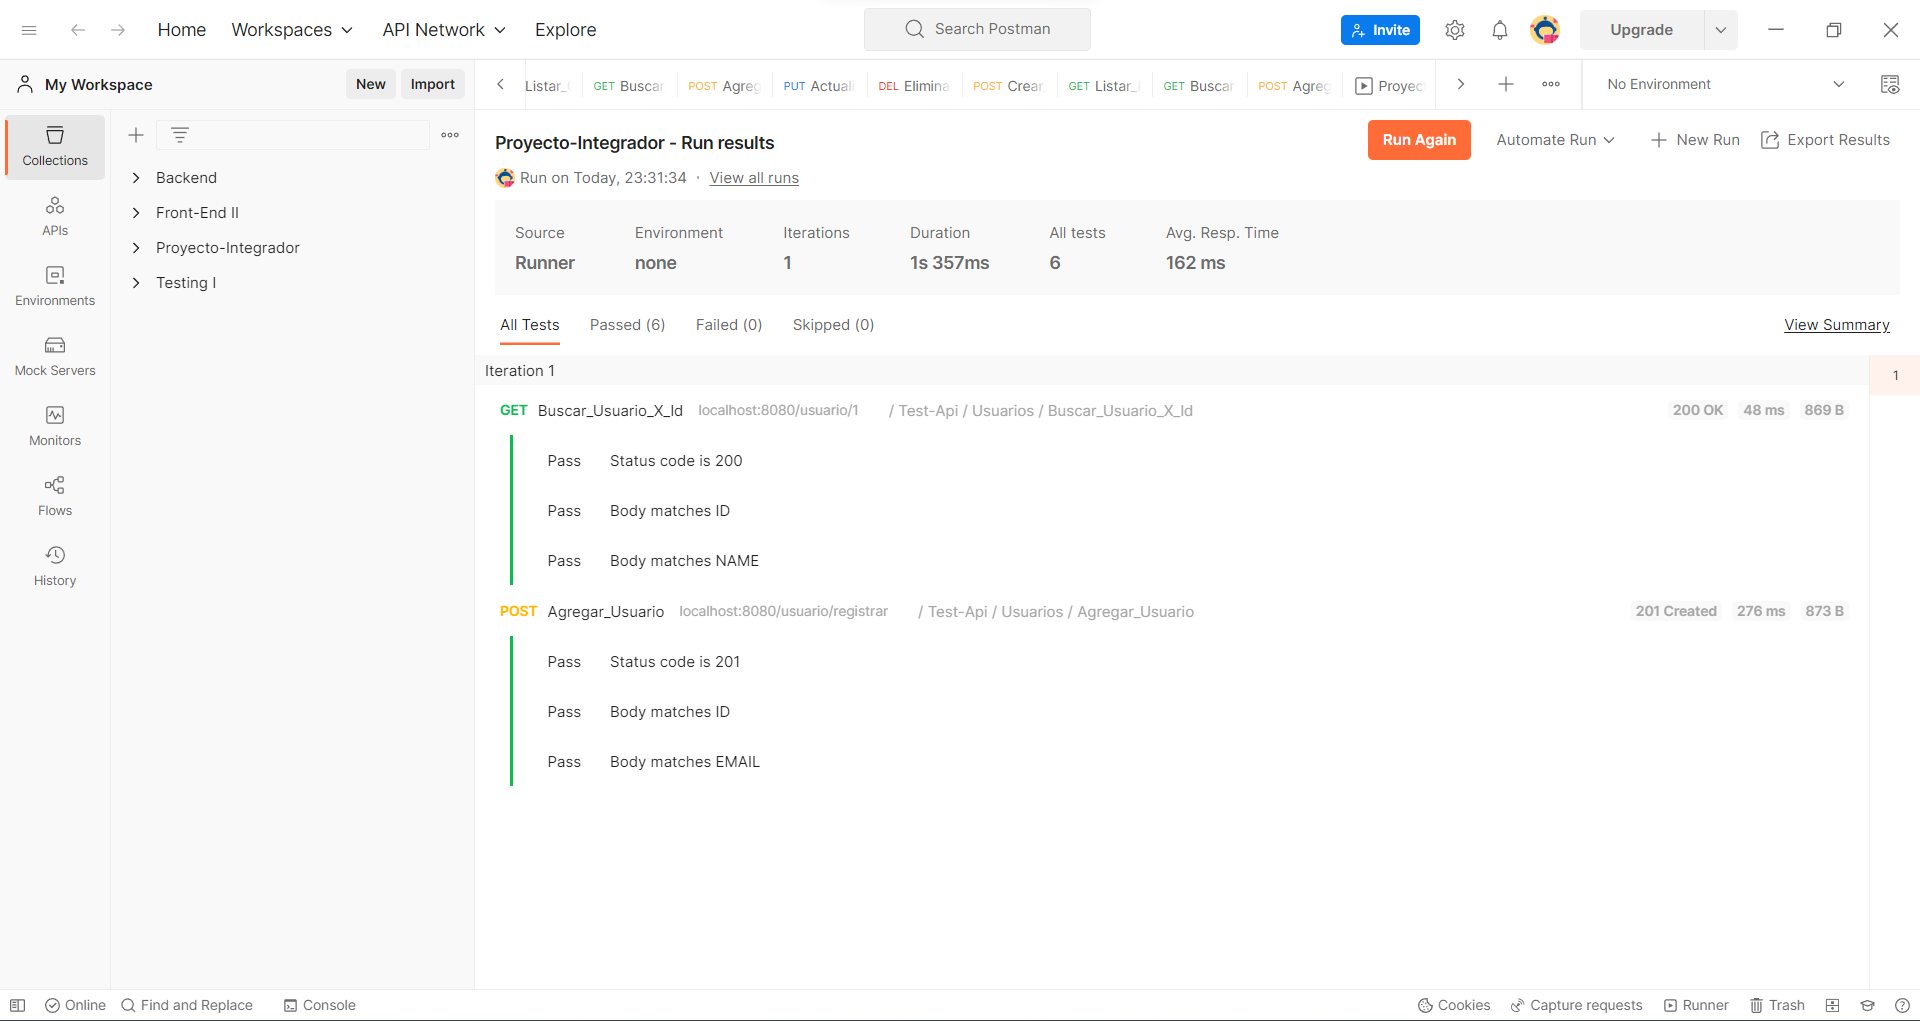 Home Workspaces API Network Explore Search Postman Invite Upgrade
My Workspace New Import Listar_ GET Buscar POST Agreg PUT Actuali DEL Elimina POST Crear GET Listar_ GET Buscar POST Agreg Proyec No Environment
Collections
APIs
Environments
Mock Servers
Monitors
Flows
History
Backend
Front-End II
Proyecto-Integrador
Testing I
Proyecto-Integrador - Run results Run Again Automate Run New Run Export Results
Run on Today, 23:31:34 · View all runs
Source Environment Iterations Duration All tests Avg. Resp. Time
Runner none 1 1s 357ms 6 162 ms
All Tests Passed (6) Failed (0) Skipped (0) View Summary
Iteration 1 1
GET Buscar_Usuario_X_Id localhost:8080/usuario/1 / Test-Api / Usuarios / Buscar_Usuario_X_Id 200 OK 48 ms 869 B
Pass Status code is 200
Pass Body matches ID
Pass Body matches NAME
POST Agregar_Usuario localhost:8080/usuario/registrar / Test-Api / Usuarios / Agregar_Usuario 201 Created 276 ms 873 B
Pass Status code is 201
Pass Body matches ID
Pass Body matches EMAIL
Online Find and Replace Console Cookies Capture requests Runner Trash